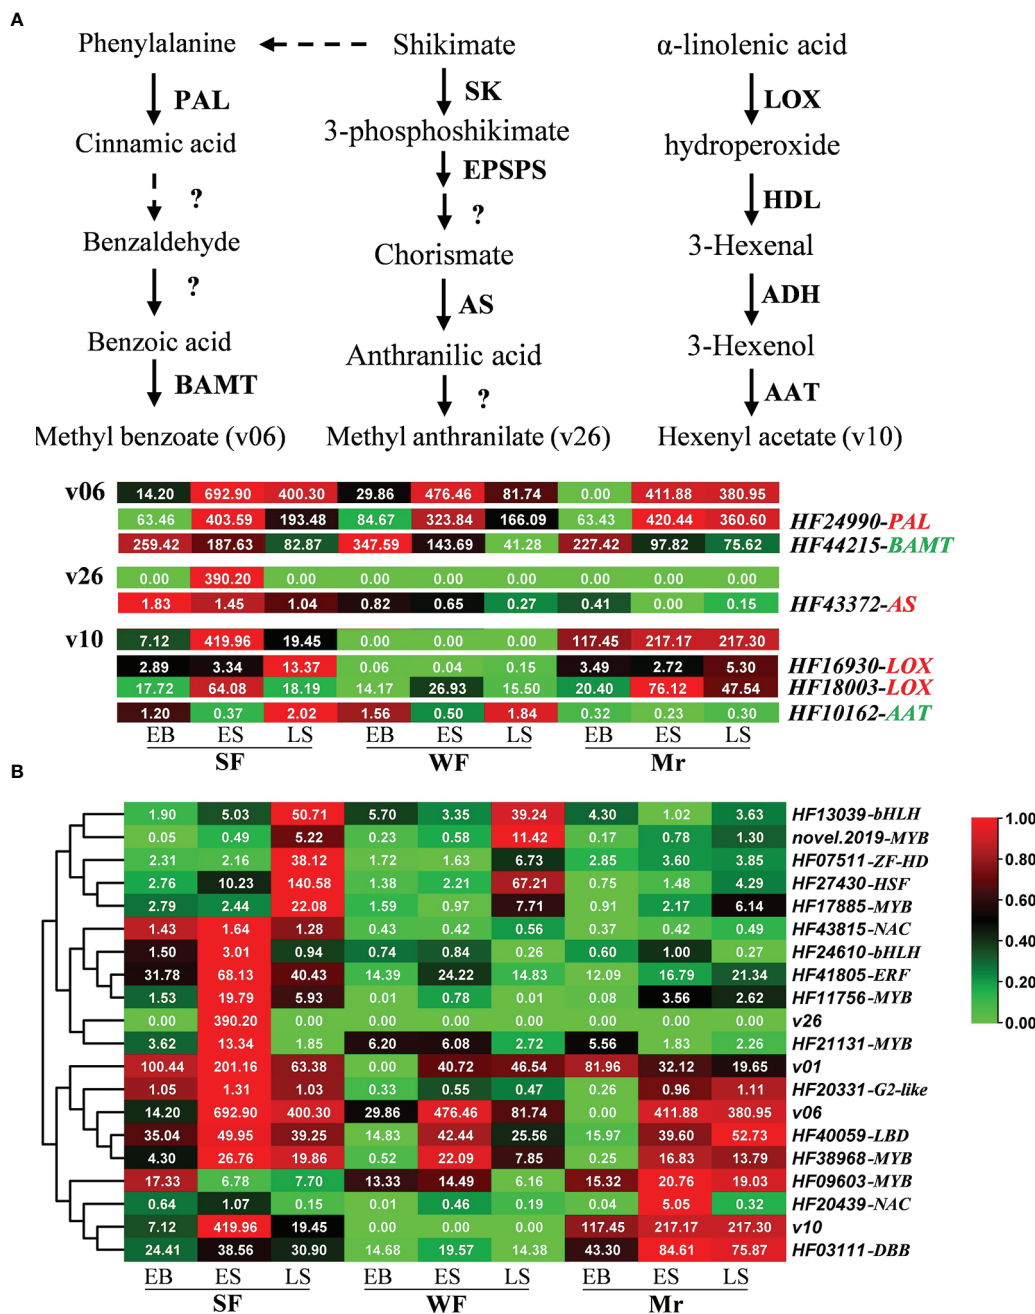 A
Phenylalanine
Shikimate
α-linolenic acid
PAL
SK
LOX
Cinnamic acid
3-phosphoshikimate
hydroperoxide
?
EPSPS
?
HDL
Benzaldehyde
Chorismate
3-Hexenal
?
AS
ADH
Benzoic acid
Anthranilic acid
3-Hexenol
BAMT
?
AAT
Methyl benzoate (v06)
Methyl anthranilate (v26)
Hexenyl acetate (v10)
v06 14.20 692.90 400.30 29.86 476.46 81.74 0.00 411.88 380.95
63.46 403.59 193.48 84.67 323.84 166.09 63.43 420.44 360.60 HF24990-PAL
259.42 187.63 82.87 347.59 143.69 41.28 227.42 97.82 75.62 HF44215-BAMT
v26 0.00 390.20 0.00 0.00 0.00 0.00 0.00 0.00 0.00
1.83 1.45 1.04 0.82 0.65 0.27 0.41 0.00 0.15 HF43372-AS
v10 7.12 419.96 19.45 0.00 0.00 0.00 117.45 217.17 217.30
2.89 3.34 13.37 0.06 0.04 0.15 3.49 2.72 5.30 HF16930-LOX
17.72 64.08 18.19 14.17 26.93 15.50 20.40 76.12 47.54 HF18003-LOX
1.20 0.37 2.02 1.56 0.50 1.84 0.32 0.23 0.30 HF10162-AAT
EB ES LS EB ES LS EB ES LS
SF WF Mr
B
1.90 5.03 50.71 5.70 3.35 39.24 4.30 1.02 3.63 HF13039-bHLH
0.05 0.49 5.22 0.23 0.58 11.42 0.17 0.78 1.30 novel.2019-MYB
2.31 2.16 38.12 1.72 1.63 6.73 2.85 3.60 3.85 HF07511-ZF-HD
2.76 10.23 140.58 1.38 2.21 67.21 0.75 1.48 4.29 HF27430-HSF
2.79 2.44 22.08 1.59 0.97 7.71 0.91 2.17 6.14 HF17885-MYB
1.43 1.64 1.28 0.43 0.42 0.56 0.37 0.42 0.49 HF43815-NAC
1.50 3.01 0.94 0.74 0.84 0.26 0.60 1.00 0.27 HF24610-bHLH
31.78 68.13 40.43 14.39 24.22 14.83 12.09 16.79 21.34 HF41805-ERF
1.53 19.79 5.93 0.01 0.78 0.01 0.08 3.56 2.62 HF11756-MYB
0.00 390.20 0.00 0.00 0.00 0.00 0.00 0.00 0.00 v26
3.62 13.34 1.85 6.20 6.08 2.72 5.56 1.83 2.26 HF21131-MYB
100.44 201.16 63.38 0.00 40.72 46.54 81.96 32.12 19.65 v01
1.05 1.31 1.03 0.33 0.55 0.47 0.26 0.96 1.11 HF20331-G2-like
14.20 692.90 400.30 29.86 476.46 81.74 0.00 411.88 380.95 v06
35.04 49.95 39.25 14.83 42.44 25.56 15.97 39.60 52.73 HF40059-LBD
4.30 26.76 19.86 0.52 22.09 7.85 0.25 16.83 13.79 HF38968-MYB
17.33 6.78 7.70 13.33 14.49 6.16 15.32 20.76 19.03 HF09603-MYB
0.64 1.07 0.15 0.01 0.46 0.19 0.04 5.05 0.32 HF20439-NAC
7.12 419.96 19.45 0.00 0.00 0.00 117.45 217.17 217.30 v10
24.41 38.56 30.90 14.68 19.57 14.38 43.30 84.61 75.87 HF03111-DBB
EB ES LS EB ES LS EB ES LS
SF WF Mr
1.00
0.80
0.60
0.40
0.20
0.00